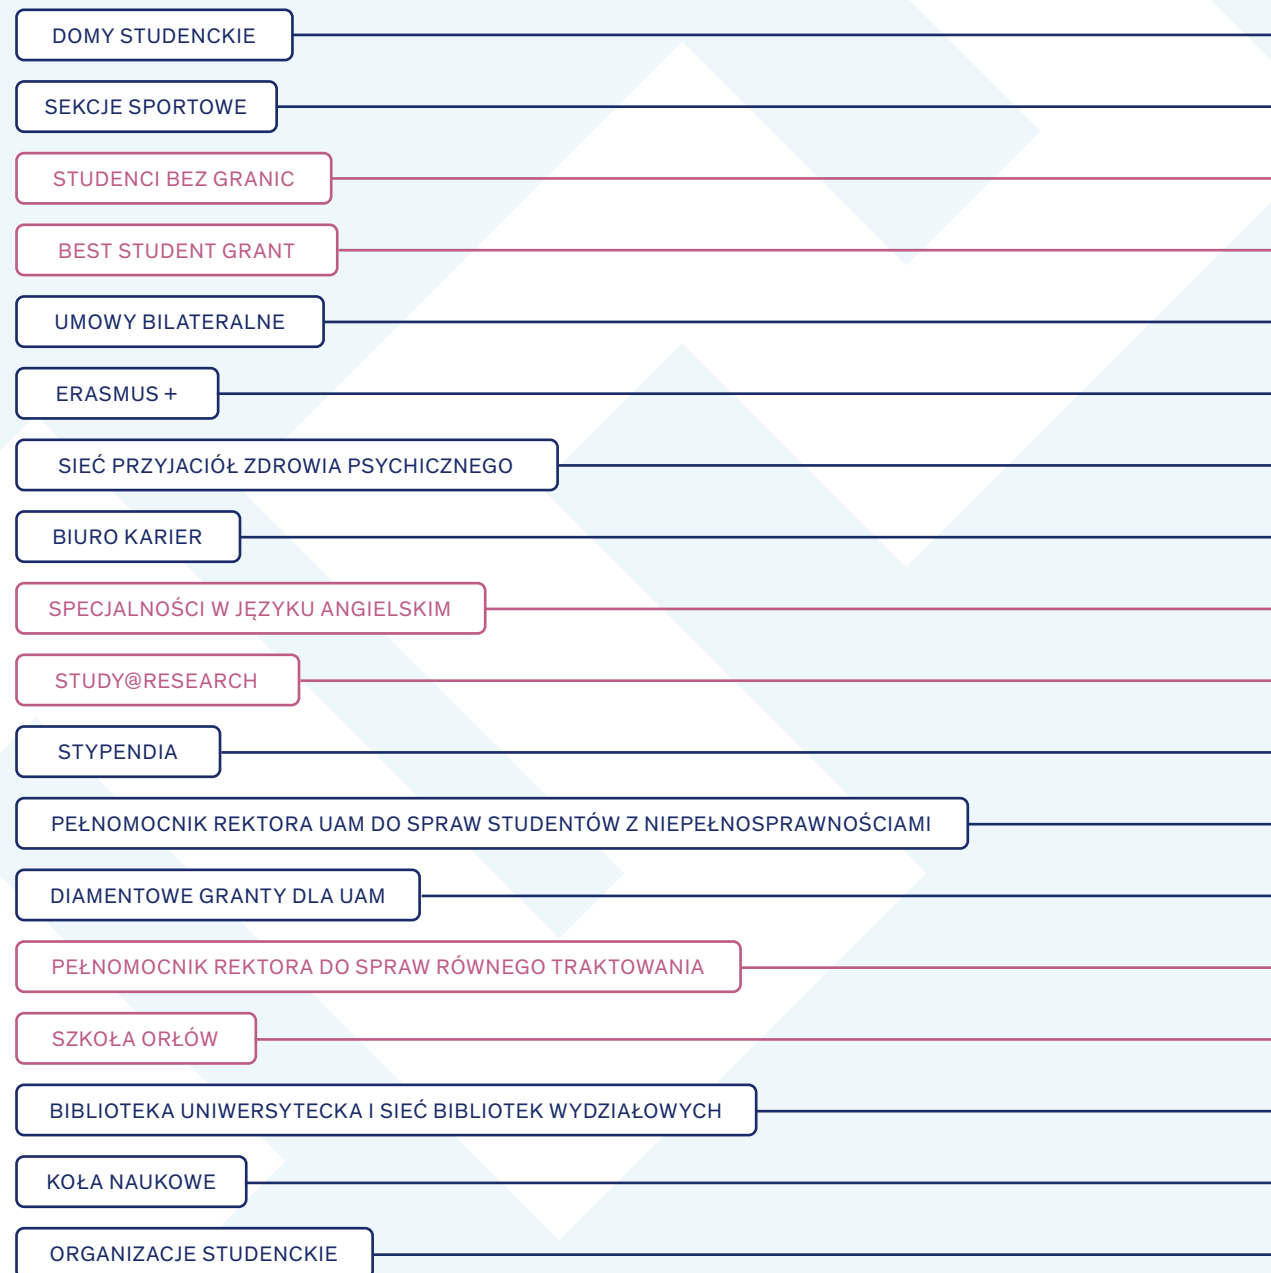 DOMY STUDENCKIE
SEKCJE SPORTOWE
STUDENCI BEZ GRANIC
BEST STUDENT GRANT
UMOWY BILATERALNE
ERASMUS +
SIEĆ PRZYJACIÓŁ ZDROWIA PSYCHICZNEGO
BIURO KARIER
SPECJALNOŚCI W JĘZYKU ANGIELSKIM
STUDY@RESEARCH
STYPENDIA
PEŁNOMOCNIK REKTORA UAM DO SPRAW STUDENTÓW Z NIEPEŁNOSPRAWNOŚCIAMI
DIAMENTOWE GRANTY DLA UAM
PEŁNOMOCNIK REKTORA DO SPRAW RÓWNEGO TRAKTOWANIA
SZKOŁA ORŁÓW
BIBLIOTEKA UNIWERSYTECKA I SIEĆ BIBLIOTEK WYDZIAŁOWYCH
KOŁA NAUKOWE
ORGANIZACJE STUDENCKIE